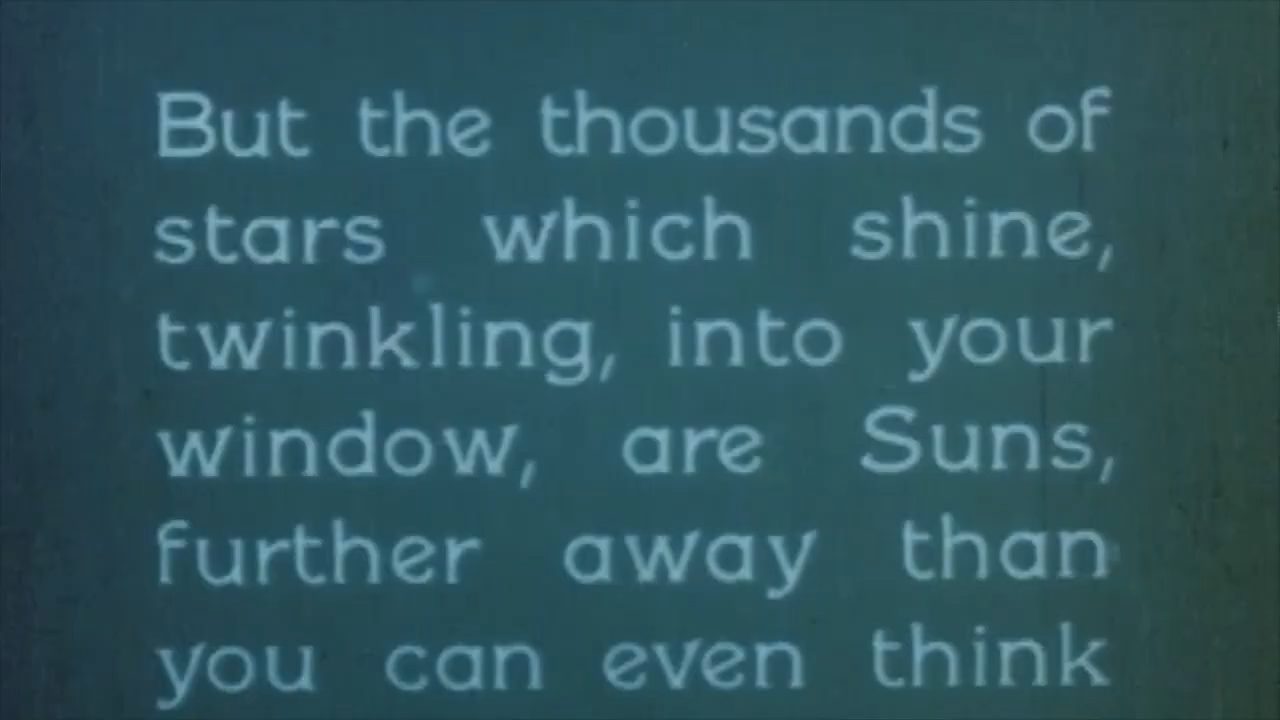 But the thousands of
stars which shine,
twinkling, into your
window, are Suns,
further away than
you can even think